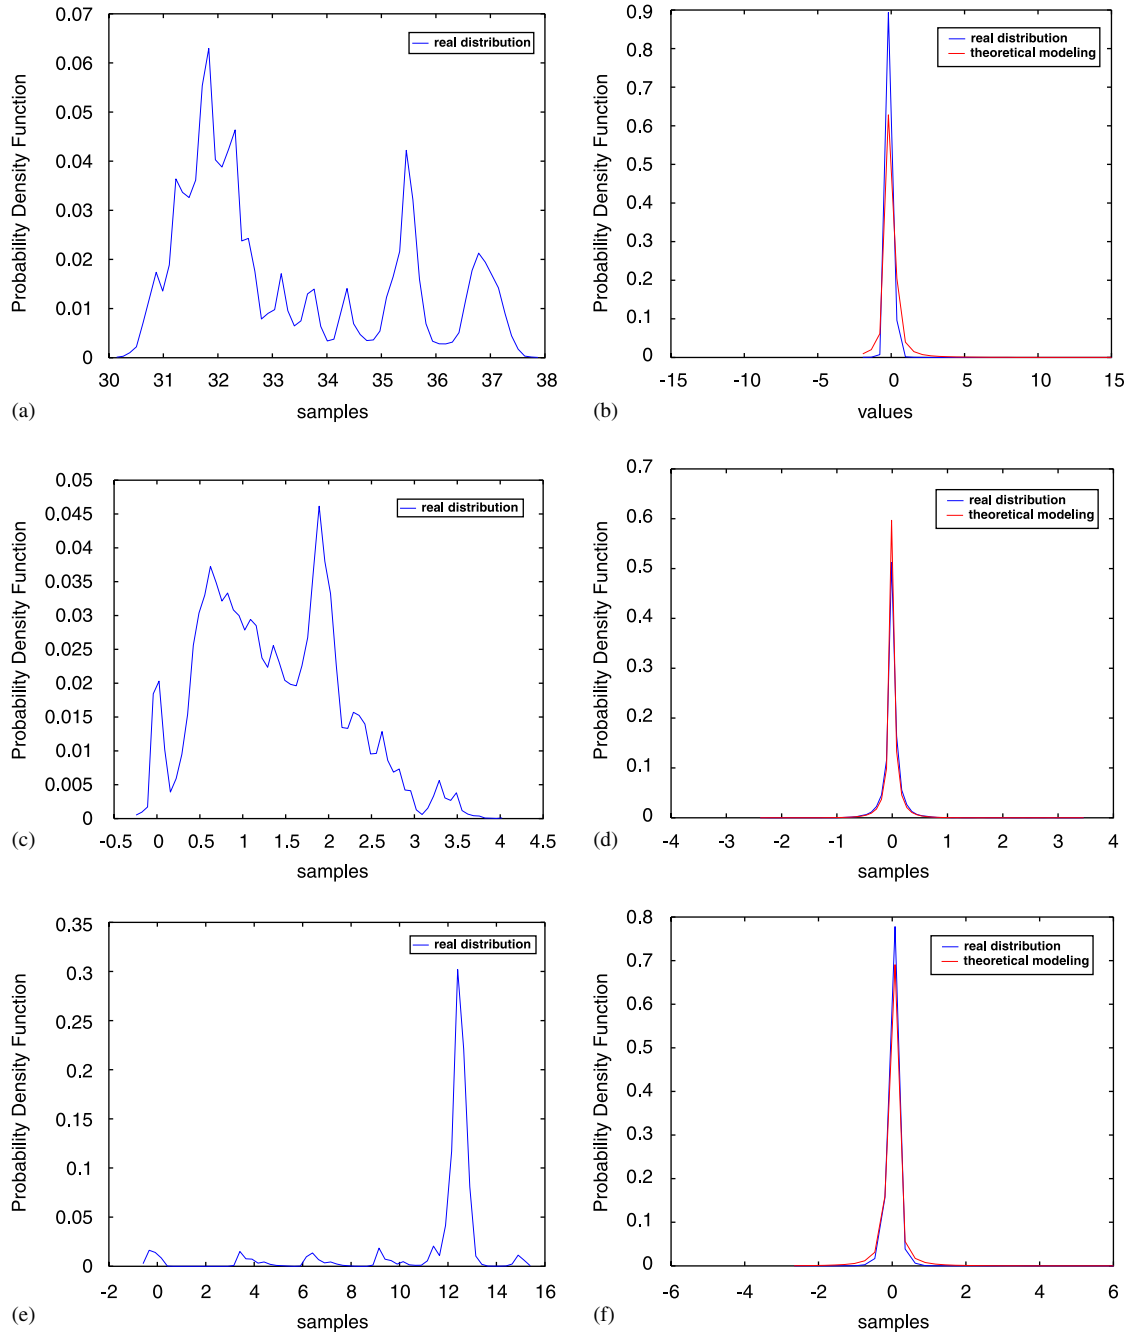 0.07
0.06
0.05
0.04
0.03
0.02
0.01
0
30 31 32 33 34 35 36 37 38
Probability Density Function
samples
real distribution
(a)
0.9
0.8
0.7
0.6
0.5
0.4
0.3
0.2
0.1
0
-15 -10 -5 0 5 10 15
Probability Density Function
values
real distribution
theoretical modeling
(b)
0.05
0.045
0.04
0.035
0.03
0.025
0.02
0.015
0.01
0.005
0
-0.5 0 0.5 1 1.5 2 2.5 3 3.5 4 4.5
Probability Density Function
samples
real distribution
(c)
0.7
0.6
0.5
0.4
0.3
0.2
0.1
0
-4 -3 -2 -1 0 1 2 3 4
Probability Density Function
samples
real distribution
theoretical modeling
(d)
0.35
0.3
0.25
0.2
0.15
0.1
0.05
0
-2 0 2 4 6 8 10 12 14 16
Probability Density Function
samples
real distribution
(e)
0.8
0.7
0.6
0.5
0.4
0.3
0.2
0.1
0
-6 -4 -2 0 2 4 6
Probability Density Function
samples
real distribution
theoretical modeling
(f)